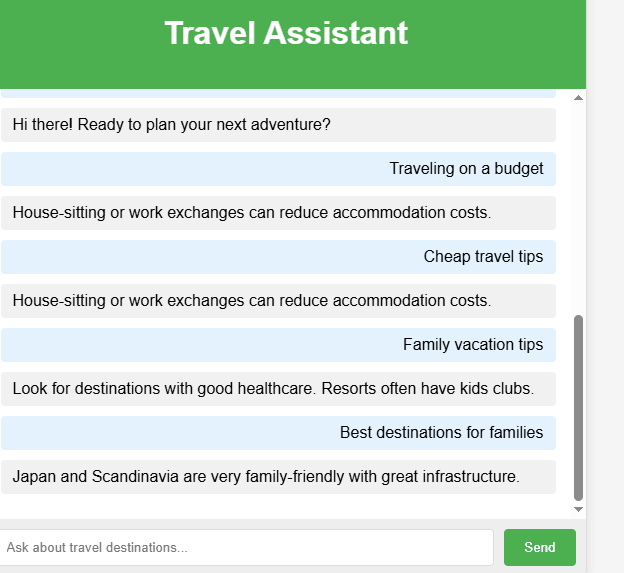 Travel Assistant
Hi there! Ready to plan your next adventure?
Traveling on a budget
House-sitting or work exchanges can reduce accommodation costs.
Cheap travel tips
House-sitting or work exchanges can reduce accommodation costs.
Family vacation tips
Look for destinations with good healthcare. Resorts often have kids clubs.
Best destinations for families
Japan and Scandinavia are very family-friendly with great infrastructure.
Ask about travel destinations...
Send